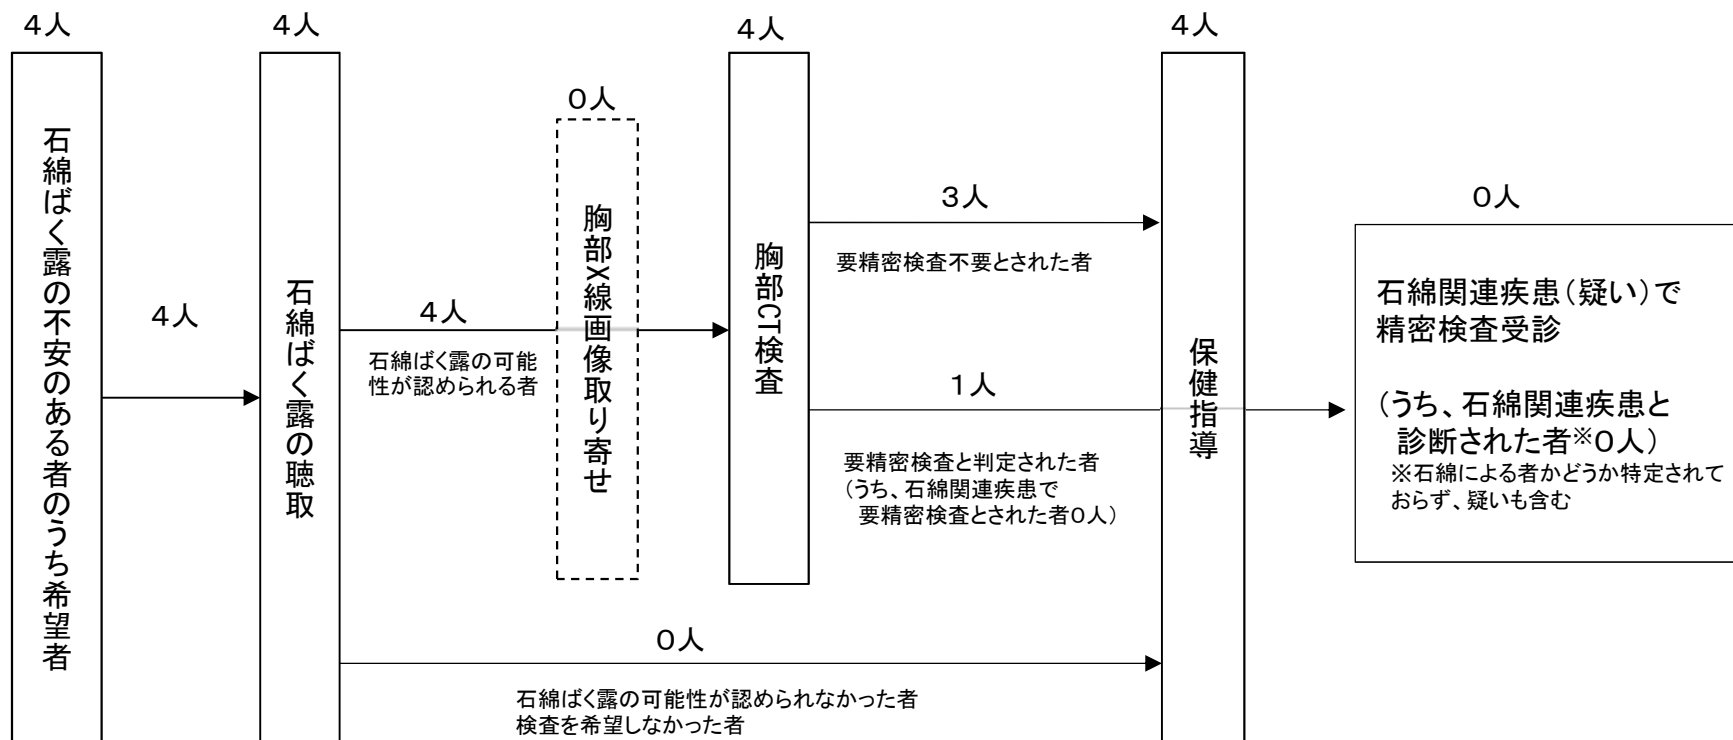 4人
石綿ばく露の不安のある者のうち希望者
4人
4人
石綿ばく露の聴取
4人
石綿ばく露の可能
性が認められる者
0人
胸部X線画像取り寄せ
4人
胸部CT検査
3人
要精密検査不要とされた者
1人
要精密検査と判定された者
（うち、石綿関連疾患で
要精密検査とされた者0人）
0人
石綿ばく露の可能性が認められなかった者
検査を希望しなかった者
4人
保健指導
0人
石綿関連疾患（疑い）で
精密検査受診
（うち、石綿関連疾患と
診断された者※0人）
※石綿による者かどうか特定されて
おらず、疑いも含む